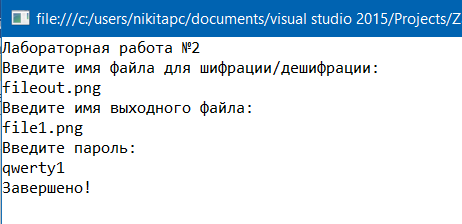 file:///c:/users/nikitapc/documents/visual studio 2015/Projects/Z
Лабораторная работа №2
Введите имя файла для шифрации/дешифрации:
fileout.png
Введите имя выходного файла:
file1.png
Введите пароль:
qwerty1
Завершено!